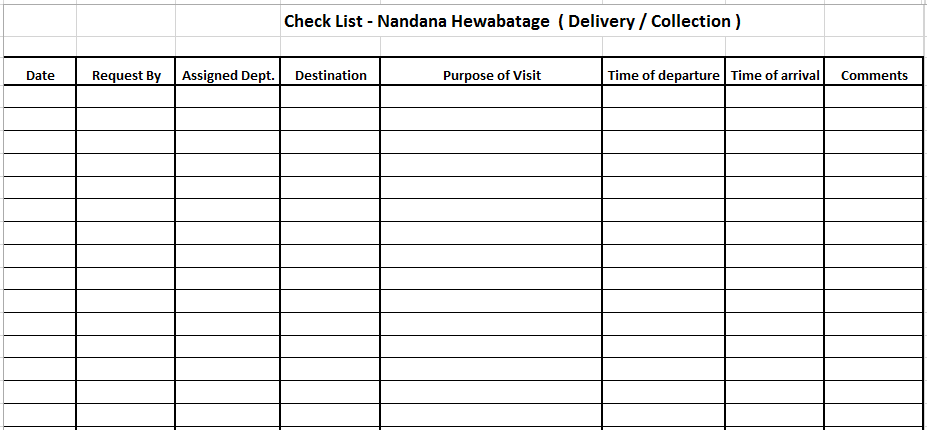 Check List - Nandana Hewabatage  ( Delivery / Collection )
Date Request By Assigned Dept. Destination Purpose of Visit Time of departure Time of arrival Comments